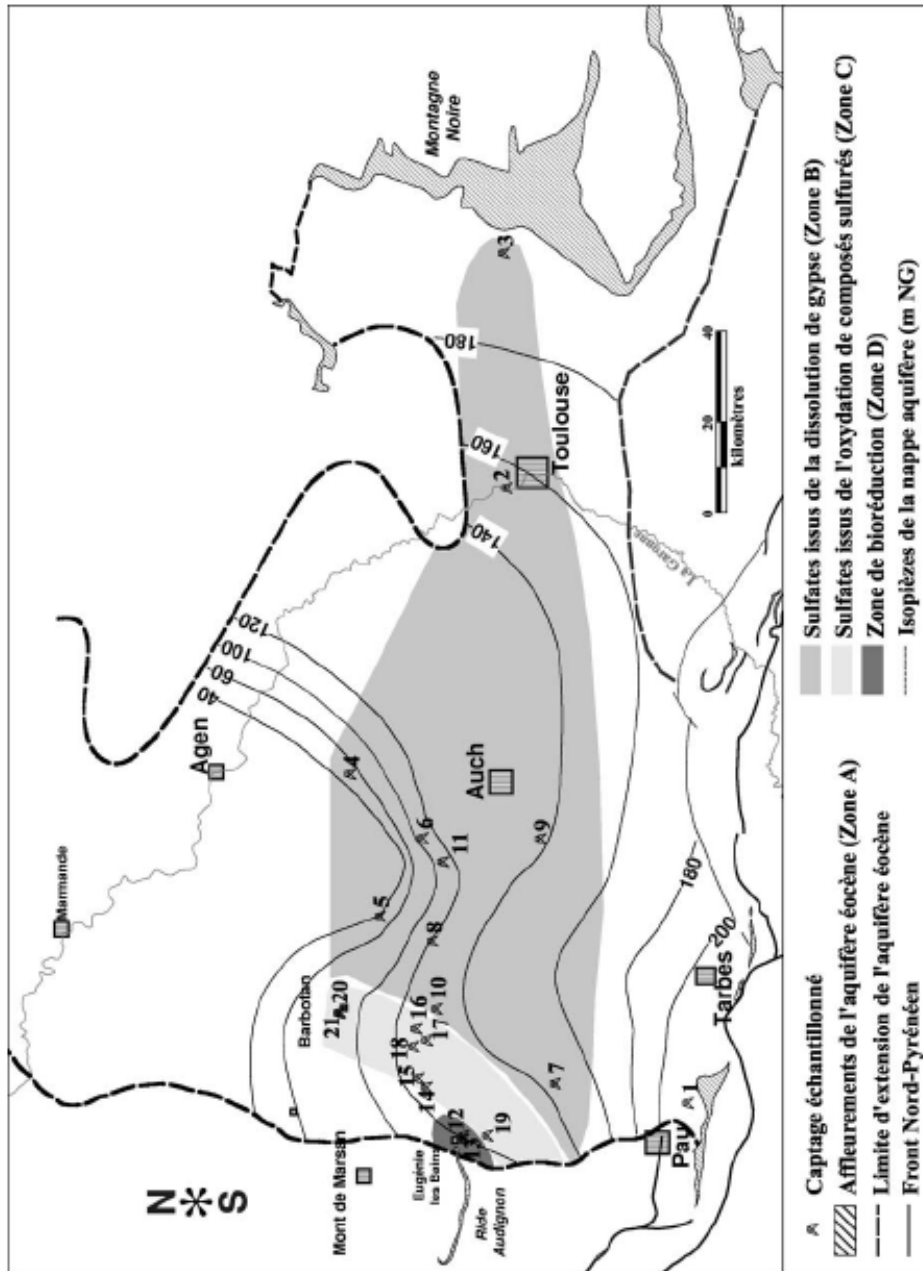 N
S
Marmande
Agen
Mont de Marsan
Barbotan
Eugénie
les Bains
Ride
Audignon
Auch
Toulouse
Montagne
Noire
Pau
Tarbes
La Garonne
40
60
100
120
140
160
180
180
200
1
2
3
4
5
6
7
8
9
10
11
12
13
14
15
16
17
18
19
20
21
0 20 40
kilomètres
Captage échantillonné
Affleurements de l'aquifère éocène (Zone A)
Limite d'extension de l'aquifère éocène
Front Nord-Pyrénéen
Sulfates issus de la dissolution de gypse (Zone B)
Sulfates issus de l'oxydation de composés sulfurés (Zone C)
Zone de bioréduction (Zone D)
Isopièzes de la nappe aquifère (m NG)